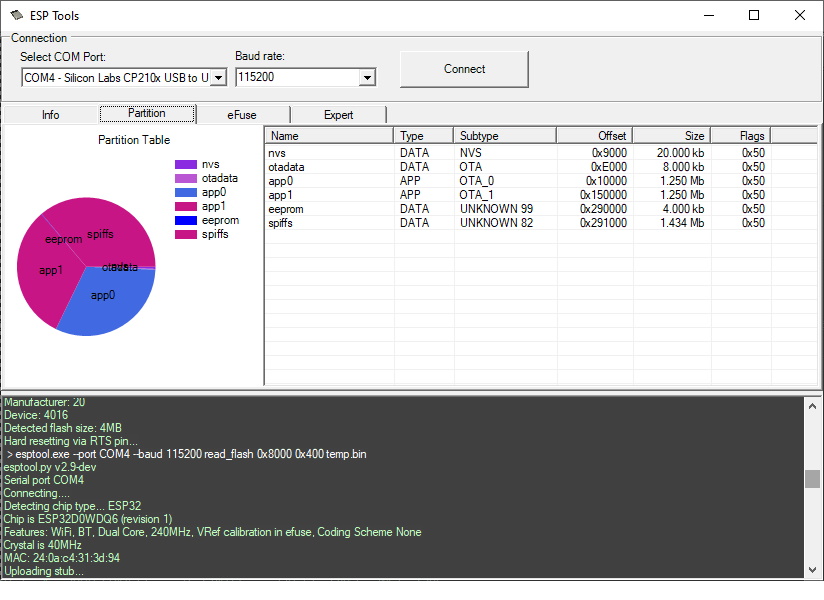 ESP Tools
Connection
Select COM Port:
Baud rate:
COM4 - Silicon Labs CP210x USB to U
115200
Connect
Info
Partition
eFuse
Expert
Partition Table
nvs
otadata
app0
app1
eeprom
spiffs
eeprom
spiffs
app1
otadata
nvs
app0
Name Type Subtype Offset Size Flags
nvs DATA NVS 0x9000 20.000 kb 0x50
otadata DATA OTA 0xE000 8.000 kb 0x50
app0 APP OTA_0 0x10000 1.250 Mb 0x50
app1 APP OTA_1 0x150000 1.250 Mb 0x50
eeprom DATA UNKNOWN 99 0x290000 4.000 kb 0x50
spiffs DATA UNKNOWN 82 0x291000 1.434 Mb 0x50
Manufacturer: 20
Device: 4016
Detected flash size: 4MB
Hard resetting via RTS pin...
> esptool.exe --port COM4 --baud 115200 read_flash 0x8000 0x400 temp.bin
esptool.py v2.9-dev
Serial port COM4
Connecting....
Detecting chip type... ESP32
Chip is ESP32D0WDQ6 (revision 1)
Features: WiFi, BT, Dual Core, 240MHz, VRef calibration in efuse, Coding Scheme None
Crystal is 40MHz
MAC: 24:0a:c4:31:3d:94
Uploading stub...